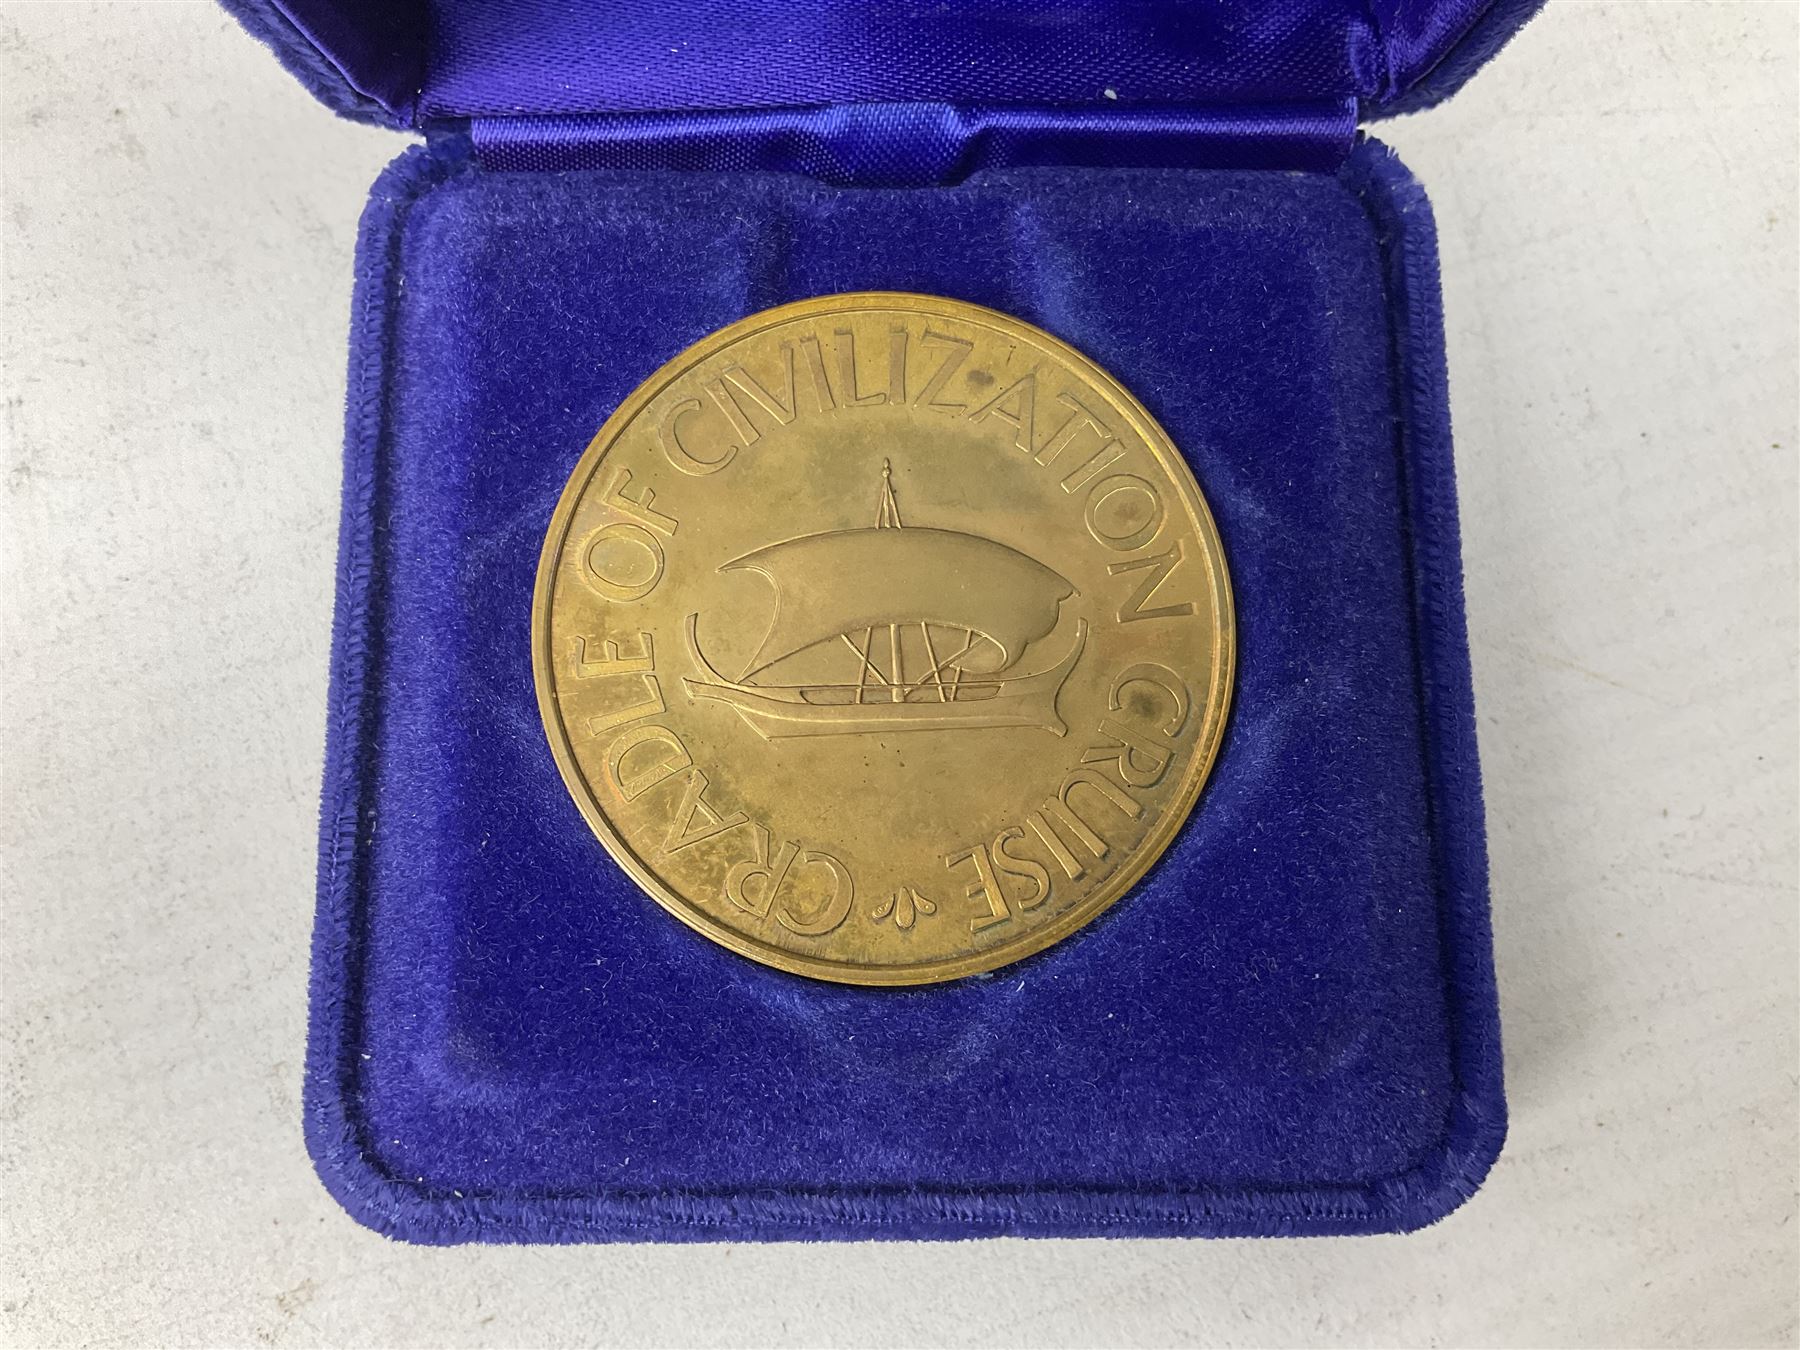 CRADLE OF CIVILIZATION CRUISE